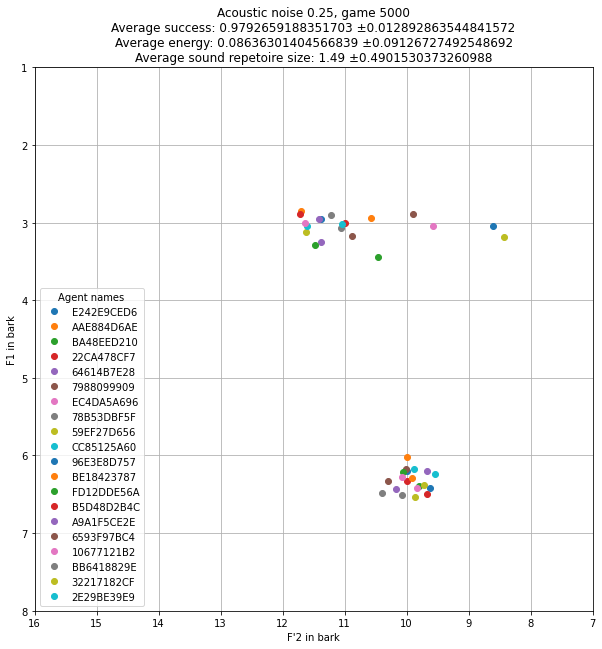 Acoustic noise 0.25, game 5000
Average success: 0.9792659188351703 ±0.012892863544841572
Average energy: 0.08636301404566839 ±0.09126727492548692
Average sound repetoire size: 1.49 ±0.4901530373260988
1
2
3
4
5
6
7
8
F1 in bark
Agent names
E242E9CED6
AAE884D6AE
BA48EED210
22CA478CF7
64614B7E28
7988099909
EC4DA5A696
78B53DBF5F
59EF27D656
CC85125A60
96E3E8D757
BE18423787
FD12DDE56A
B5D48D2B4C
A9A1F5CE2E
6593F97BC4
10677121B2
BB6418829E
32217182CF
2E29BE39E9
16 15 14 13 12 11 10 9 8 7
F'2 in bark